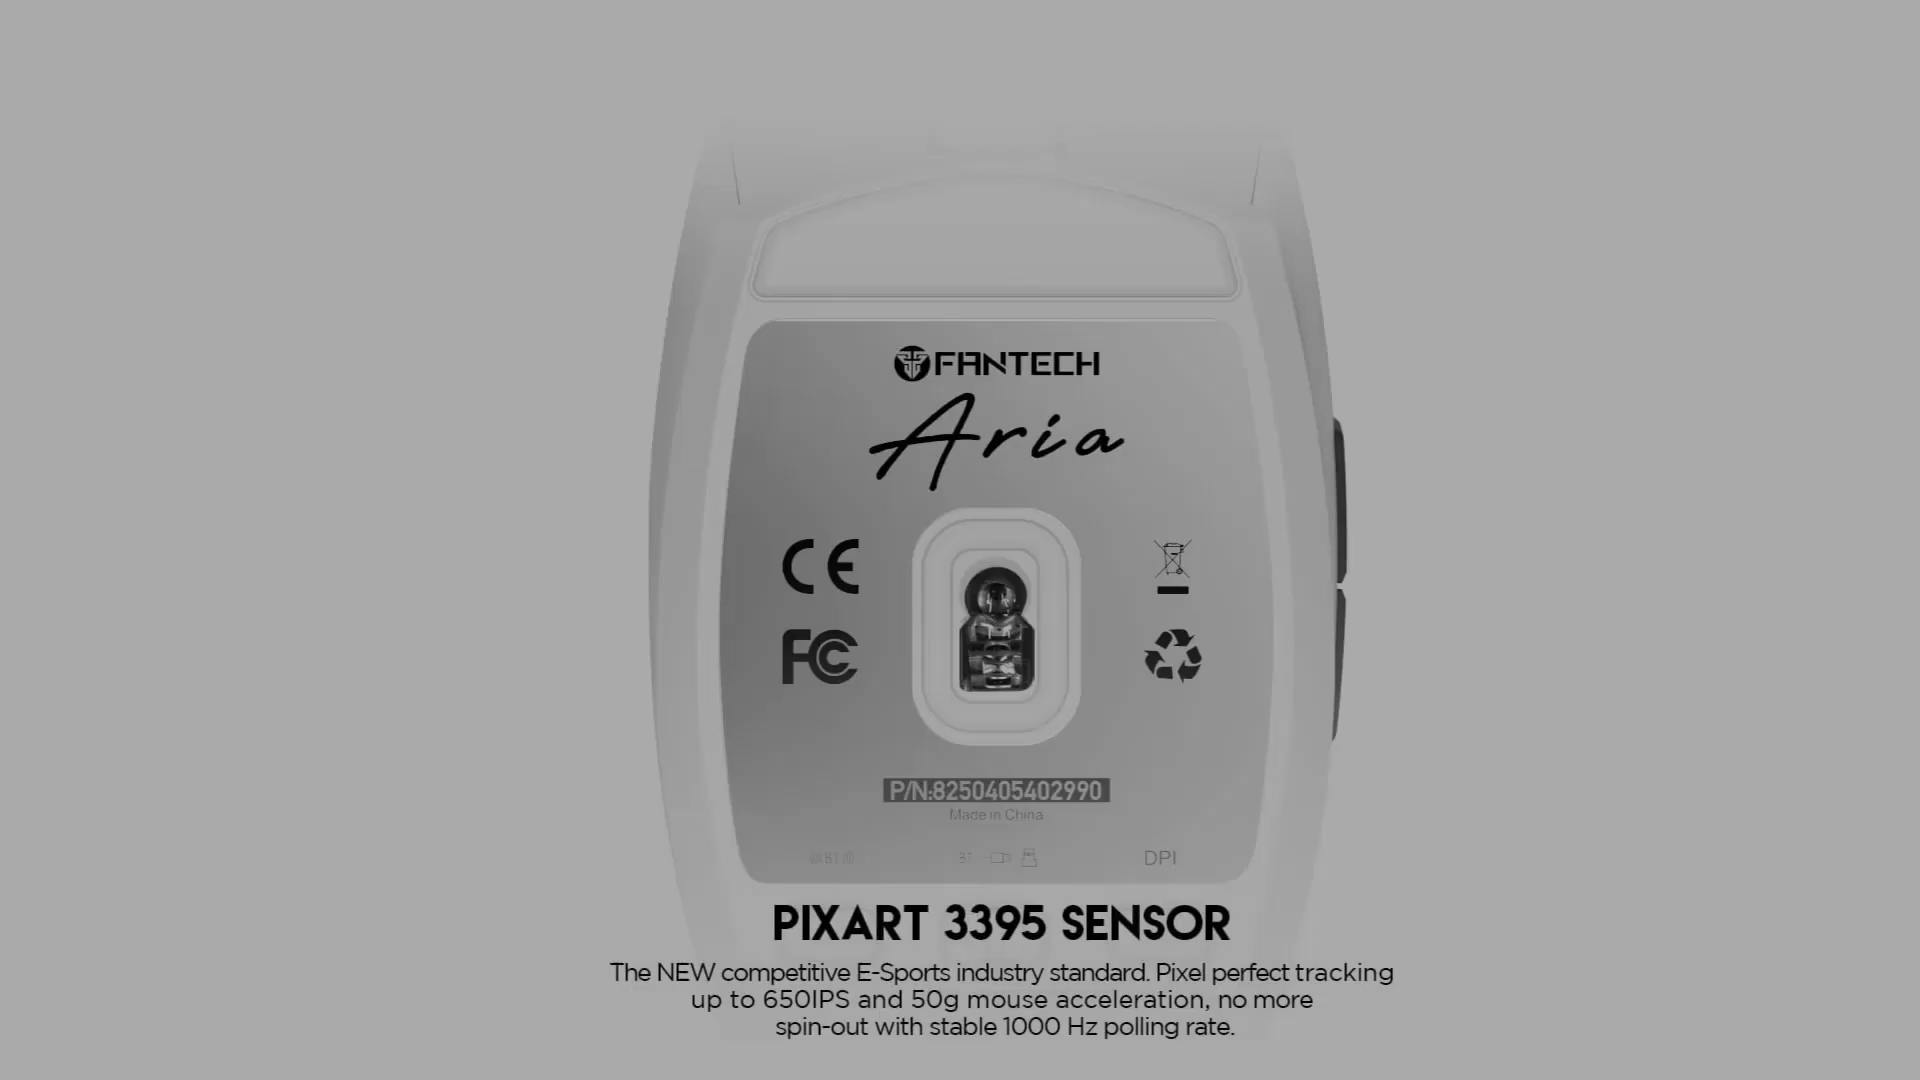 FANTECH
Aria
CE
FC
P/N:8250405402990
Made in China
BT
DPI
PIXART 3395 SENSOR
The NEW competitive E-Sports industry standard. Pixel perfect tracking
up to 650IPS and 50g mouse acceleration, no more
spin-out with stable 1000 Hz polling rate.